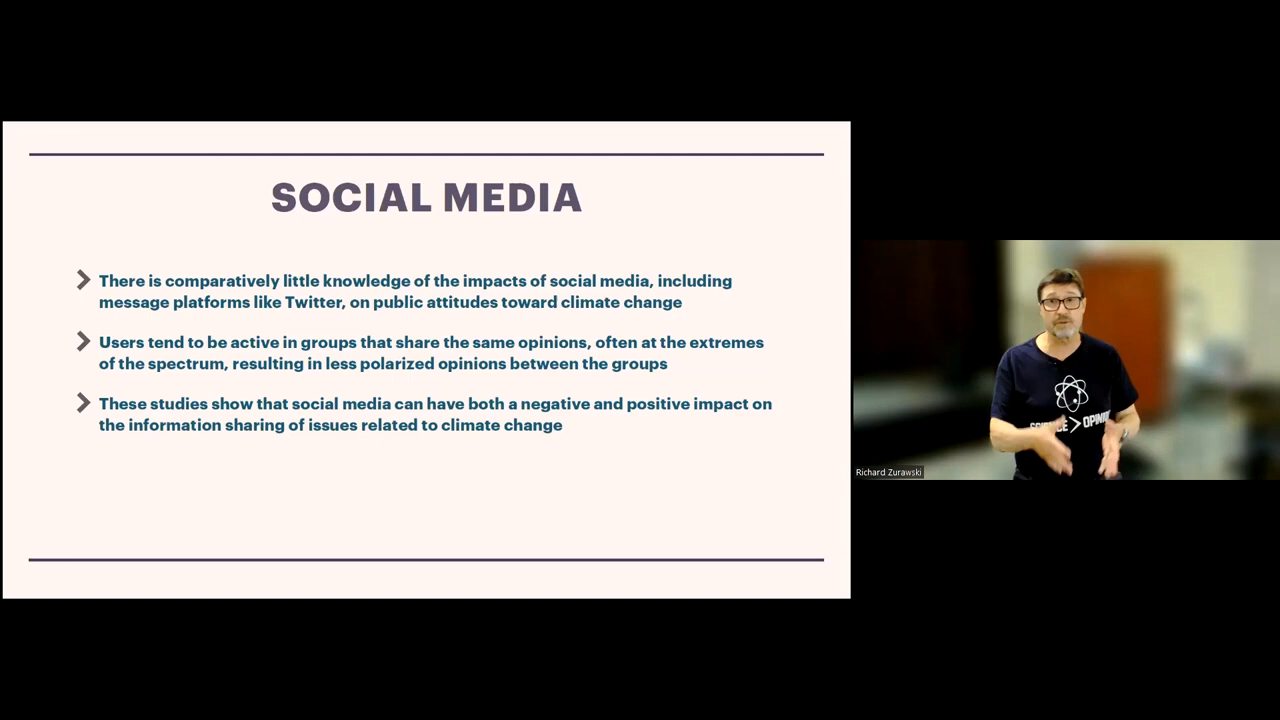 SOCIAL MEDIA
There is comparatively little knowledge of the impacts of social media, including
message platforms like Twitter, on public attitudes toward climate change
Users tend to be active in groups that share the same opinions, often at the extremes
of the spectrum, resulting in less polarized opinions between the groups
These studies show that social media can have both a negative and positive impact on
the information sharing of issues related to climate change
>
Richard Zurawski